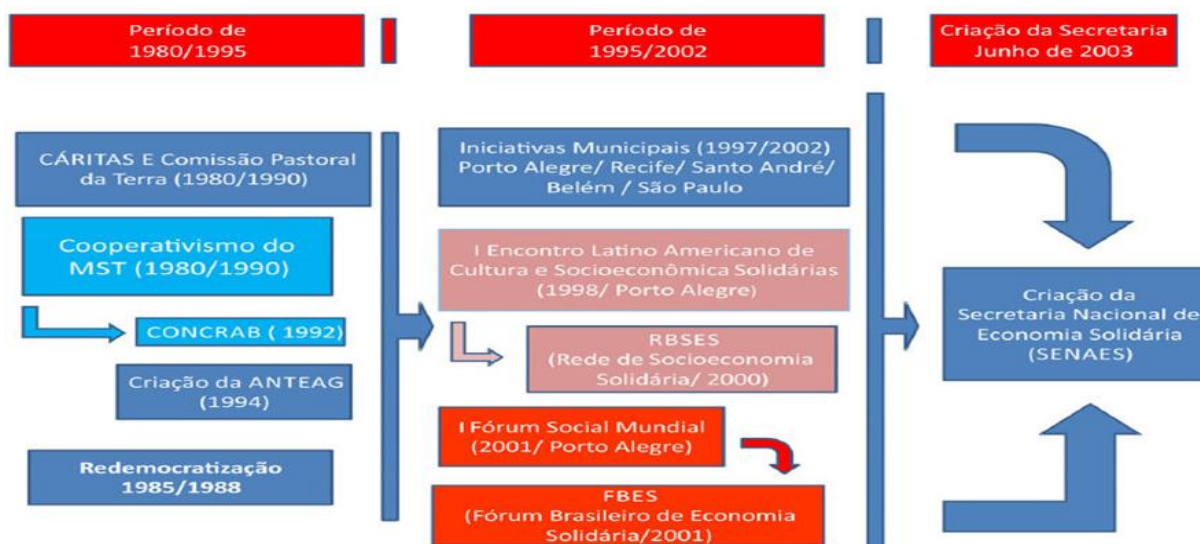 Período de
1980/1995
Período de
1995/2002
Criação da Secretaria
Junho de 2003
CÁRITAS E Comissão Pastoral
da Terra (1980/1990)
Cooperativismo do
MST (1980/1990)
CONCRAB ( 1992)
Criação da ANTEAG
(1994)
Redemocratização
1985/1988
Iniciativas Municipais (1997/2002)
Porto Alegre/ Recife/ Santo André/
Belém / São Paulo
I Encontro Latino Americano de
Cultura e Socioeconômica Solidárias
(1998/ Porto Alegre)
RBSES
(Rede de Socioeconomia
Solidária/ 2000)
I Fórum Social Mundial
(2001/ Porto Alegre)
FBES
(Fórum Brasileiro de Economia
Solidária/2001)
Criação da
Secretaria Nacional de
Economia Solidária
(SENAES)